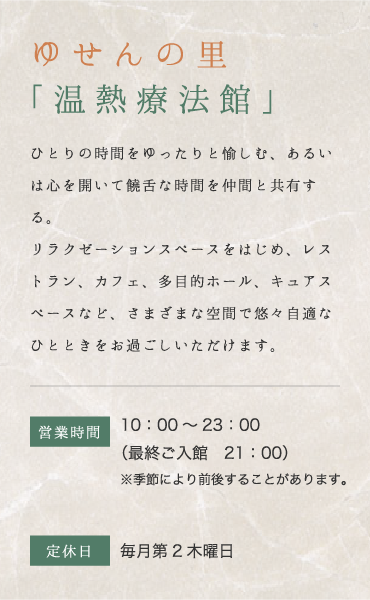 ゆせんの里
「温熱療法館」
ひとりの時間をゆったりと愉しむ、あるい
は心を開いて饒舌な時間を仲間と共有す
る。
リラクゼーションスペースをはじめ、レス
トラン、カフェ、多目的ホール、キュアス
ペースなど、さまざまな空間で悠々自適な
ひとときをお過ごしいただけます。
営業時間 10:00～23:00
(最終ご入館 21:00)
※季節により前後することがあります。
定休日 毎月第2木曜日